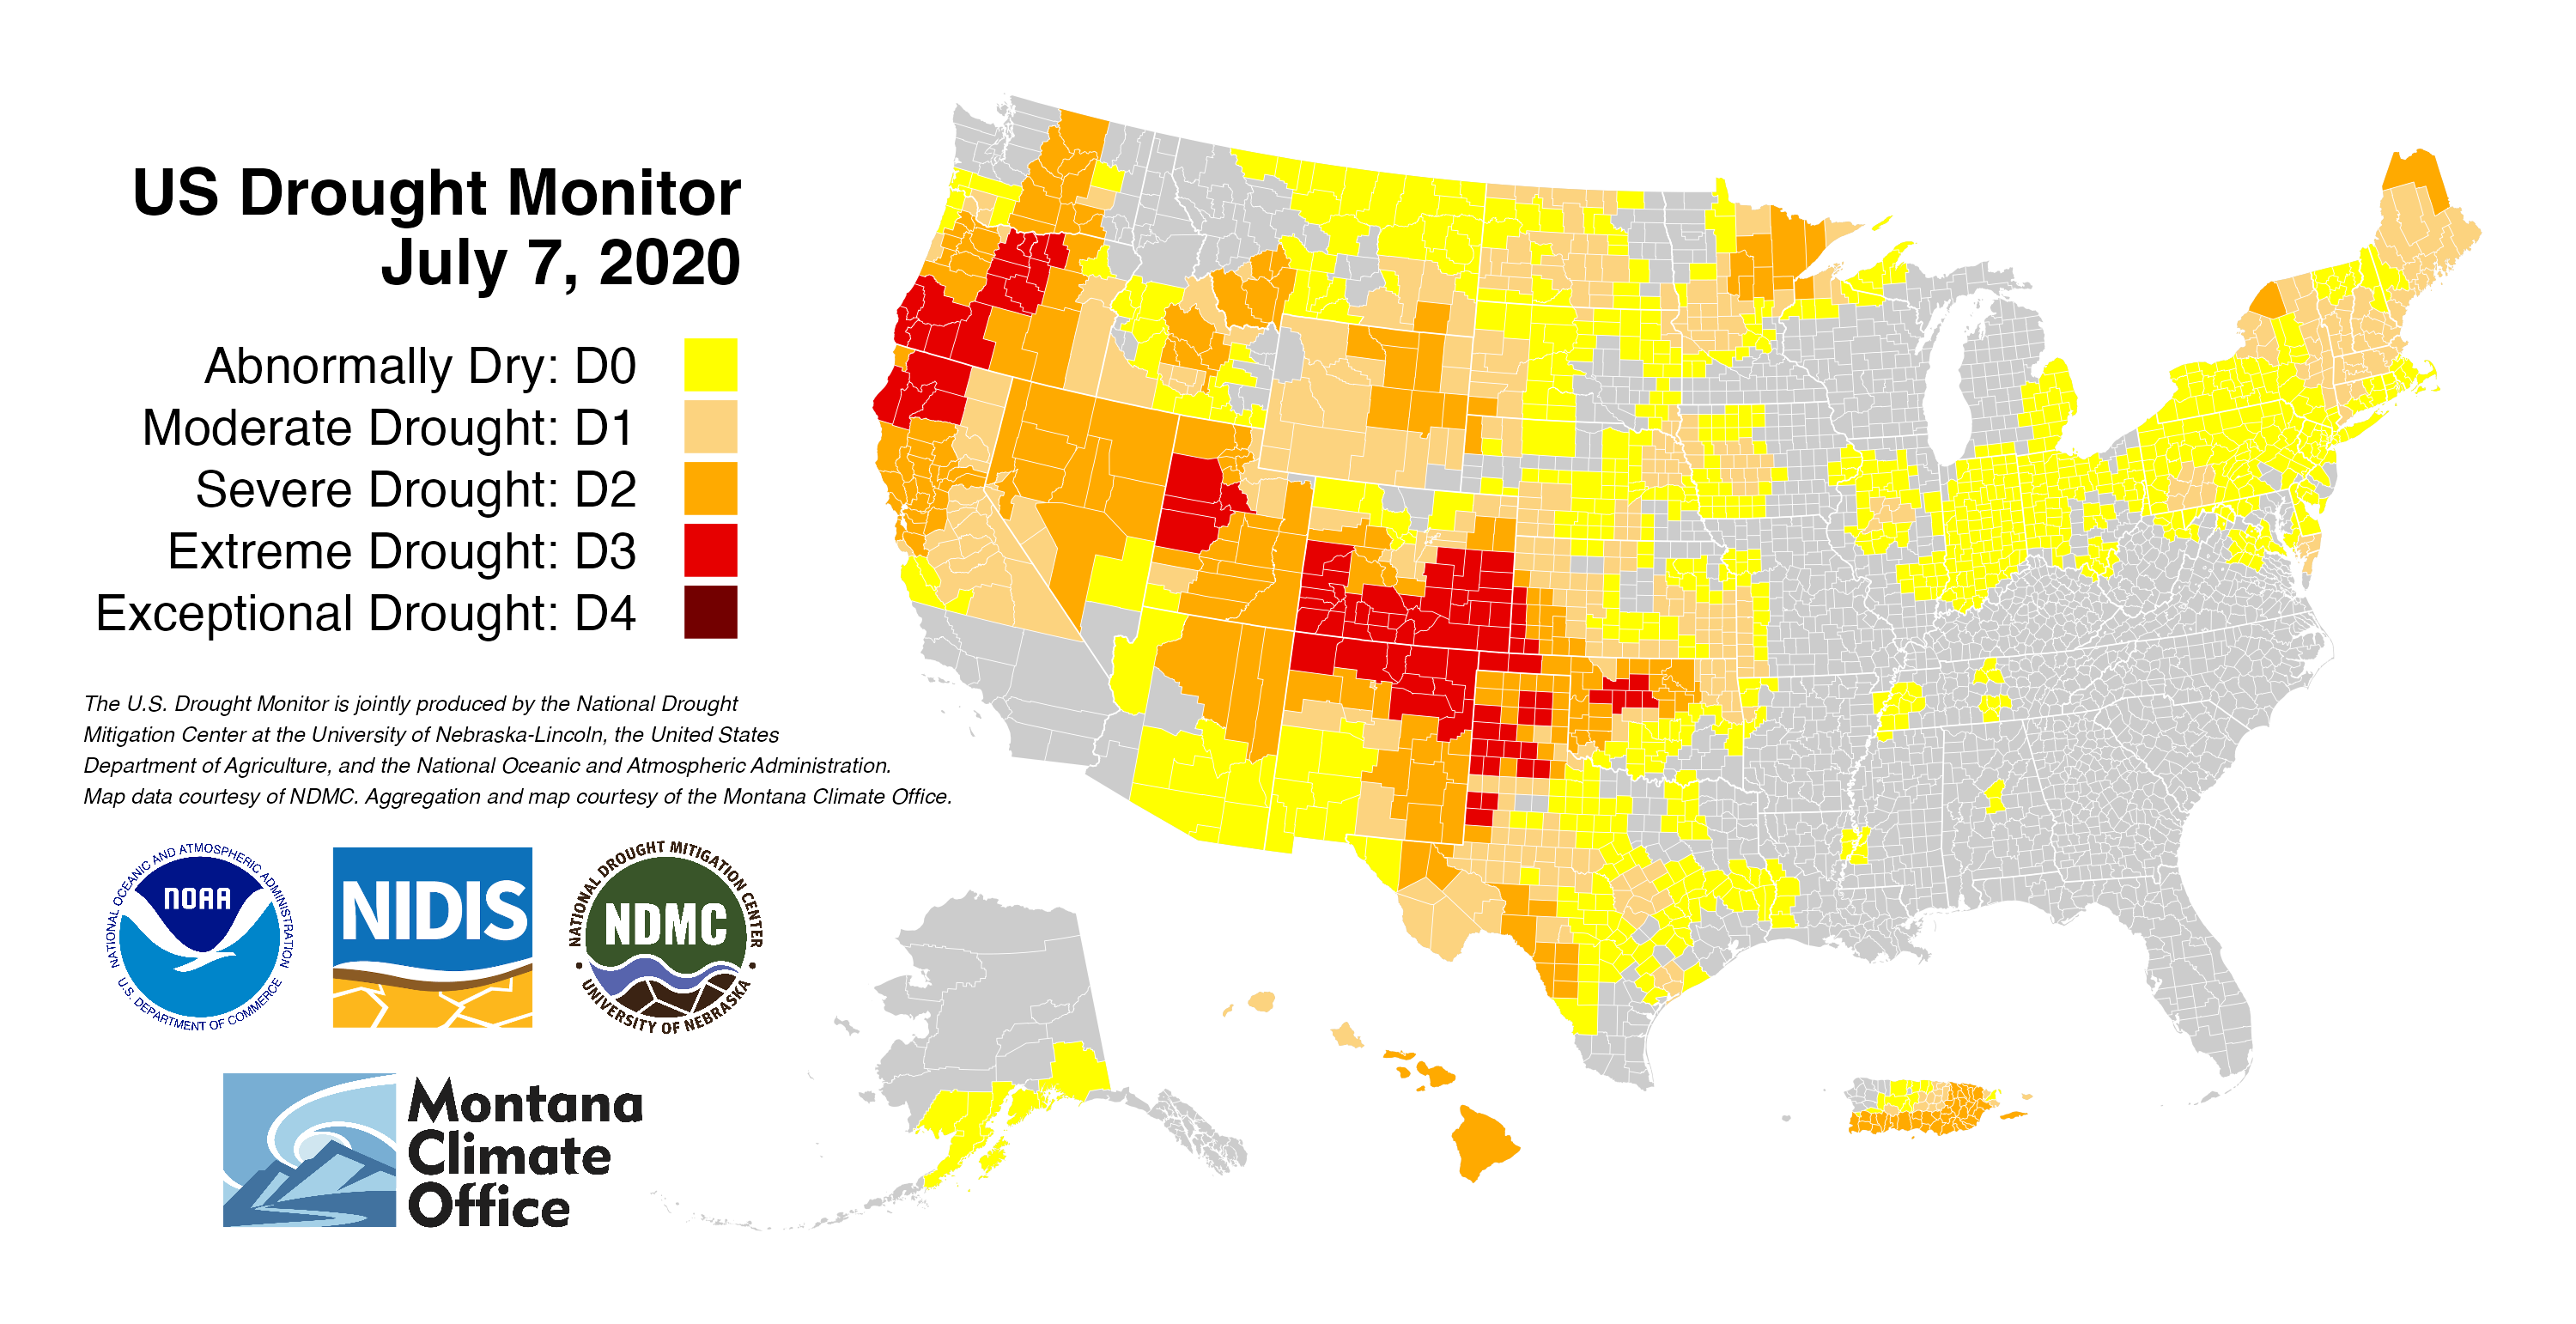 US Drought Monitor
July 7, 2020
Abnormally Dry: D0
Moderate Drought: D1
Severe Drought: D2
Extreme Drought: D3
Exceptional Drought: D4
The U.S. Drought Monitor is jointly produced by the National Drought
Mitigation Center at the University of Nebraska-Lincoln, the United States
Department of Agriculture, and the National Oceanic and Atmospheric Administration.
Map data courtesy of NDMC. Aggregation and map courtesy of the Montana Climate Office.
NATIONAL OCEANIC AND ATMOSPHERIC ADMINISTRATION
NOAA
U.S. DEPARTMENT OF COMMERCE
NIDIS
NATIONAL DROUGHT MITIGATION CENTER
NDMC
UNIVERSITY OF NEBRASKA
Montana
Climate
Office